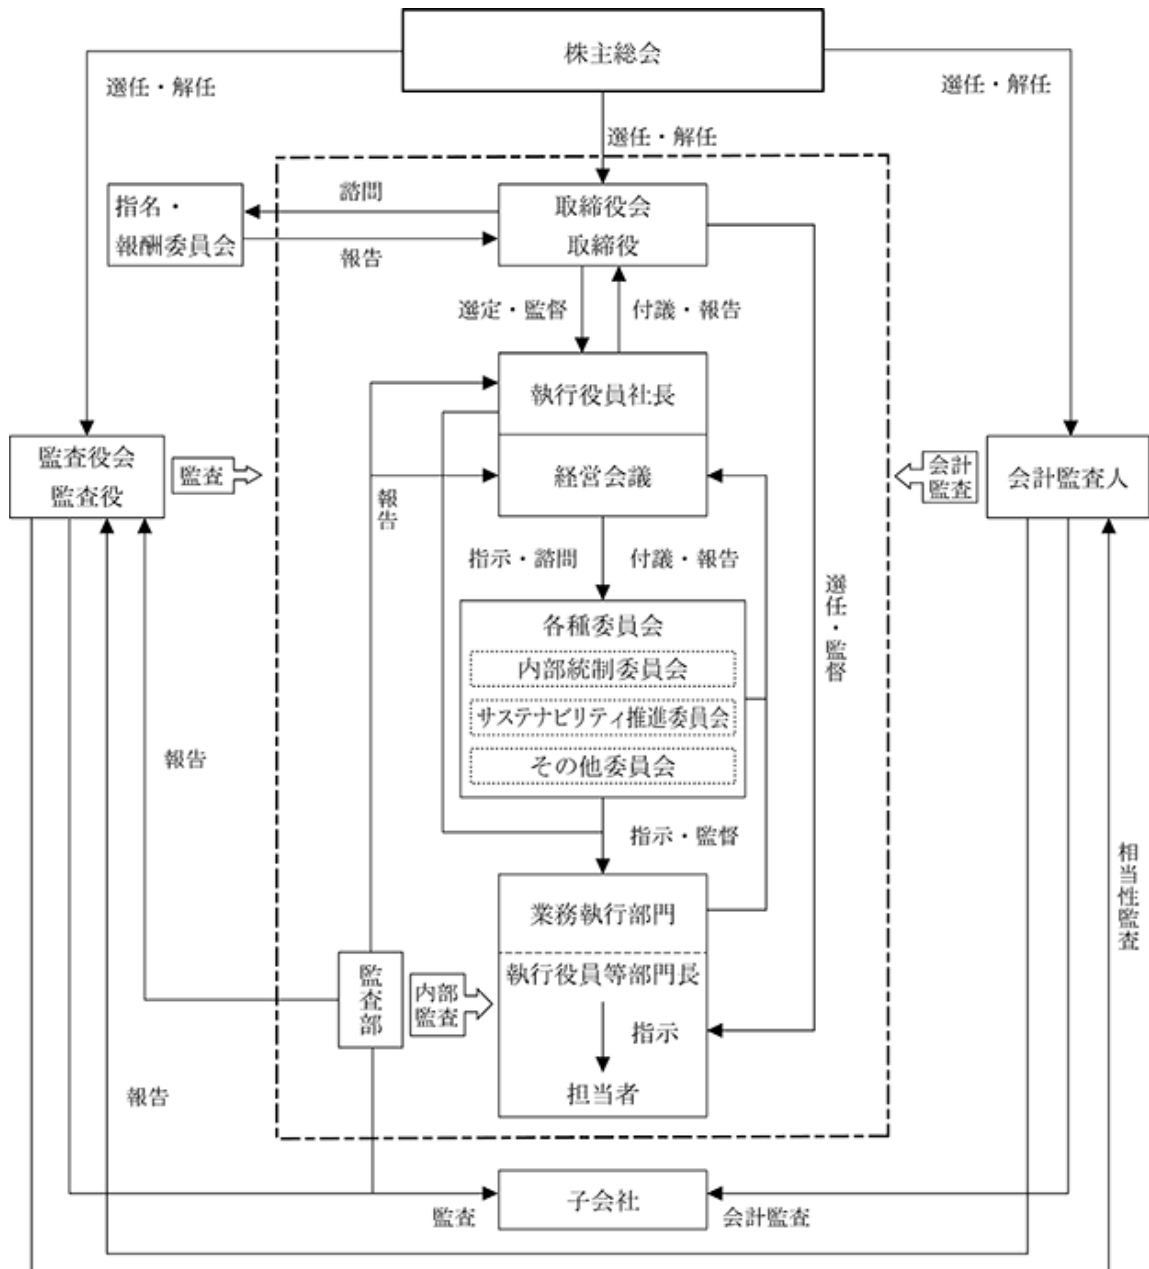 株主総会
選任・解任
選任・解任
選任・解任
指名・
報酬委員会
諮問
報告
取締役会
取締役
選定・監督
付議・報告
執行役員社長
経営会議
監査役会
監査役
監査
会計
監査
会計監査人
報告
指示・諮問
付議・報告
選任・監督
各種委員会
内部統制委員会
サステナビリティ推進委員会
その他委員会
報告
指示・監督
相当性監査
業務執行部門
執行役員等部門長
指示
担当者
監査部
内部
監査
報告
子会社
監査
会計監査